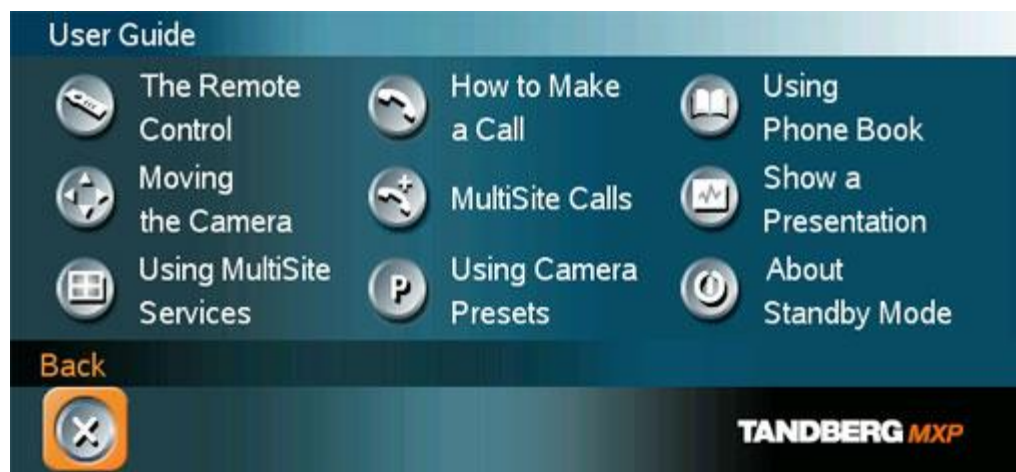 User Guide
The Remote
Control
How to Make
a Call
Using
Phone Book
Moving
the Camera
MultiSite Calls
Show a
Presentation
Using MultiSite
Services
P
Using Camera
Presets
About
Standby Mode
Back
TANDBERG MXP